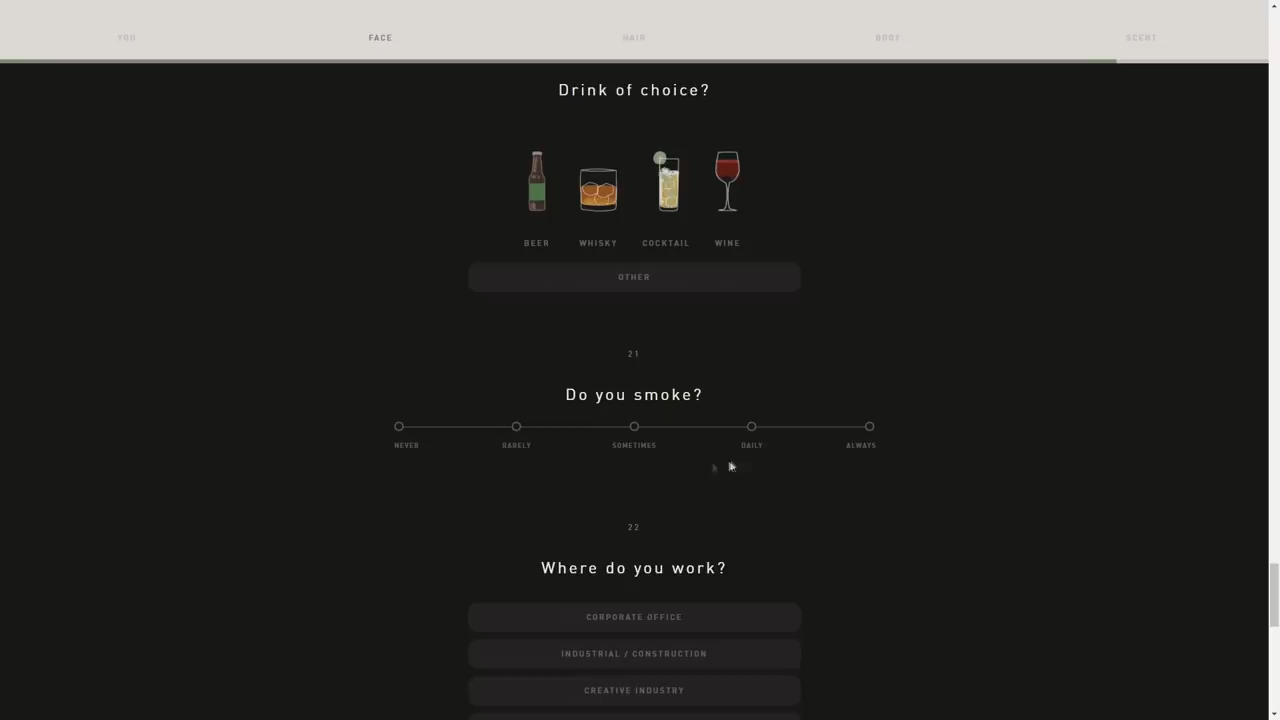 YOU FACE HAIR BODY SCENT
Drink of choice?
BEER WHISKY COCKTAIL WINE
OTHER
21
Do you smoke?
NEVER RARELY SOMETIMES DAILY ALWAYS
22
Where do you work?
CORPORATE OFFICE
INDUSTRIAL / CONSTRUCTION
CREATIVE INDUSTRY